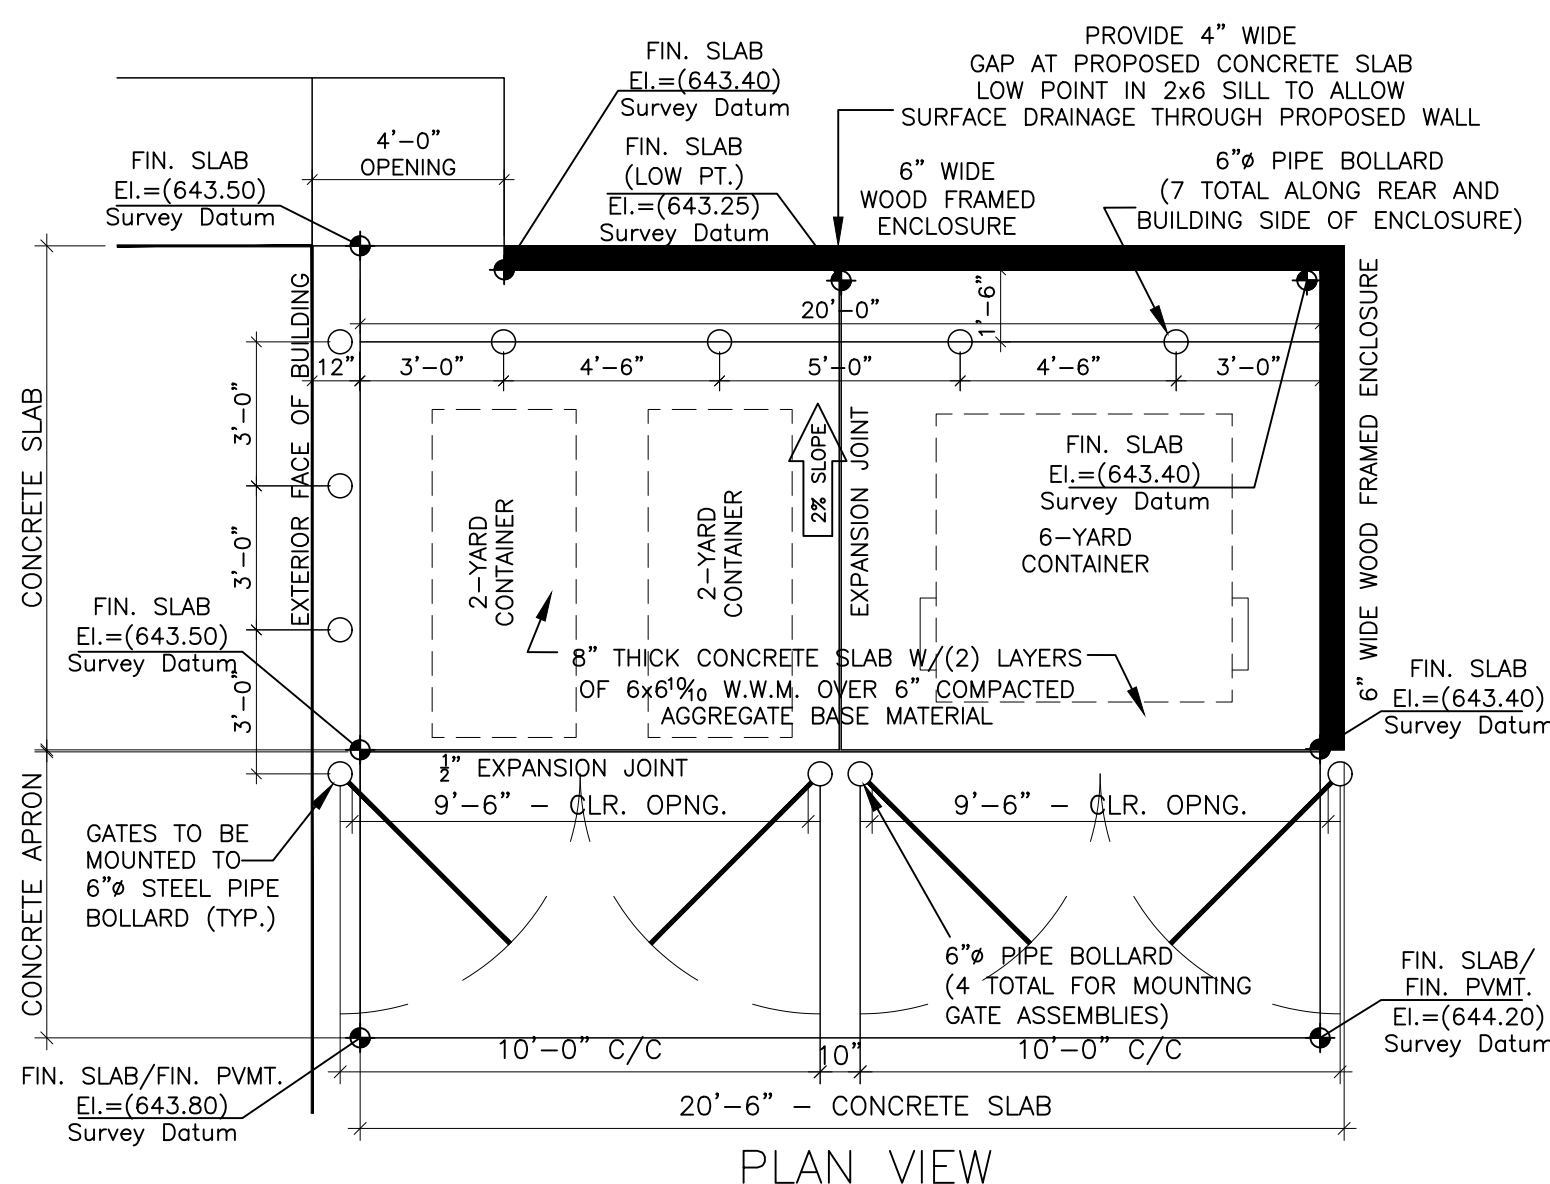 FIN. SLAB
El.=(643.40)
Survey Datum
PROVIDE 4” WIDE
GAP AT PROPOSED CONCRETE SLAB
LOW POINT IN 2x6 SILL TO ALLOW
SURFACE DRAINAGE THROUGH PROPOSED WALL
4’-0”
OPENING
FIN. SLAB
El.=(643.50)
Survey Datum
FIN. SLAB
(LOW PT.)
El.=(643.25)
Survey Datum
6” WIDE
WOOD FRAMED
ENCLOSURE
6”ø PIPE BOLLARD
(7 TOTAL ALONG REAR AND
BUILDING SIDE OF ENCLOSURE)
20’-0”
1’-6”
12”
3’-0”
4’-6”
5’-0”
4’-6”
3’-0”
CONCRETE SLAB
3’-0”
3’-0”
3’-0”
EXTERIOR FACE OF BUILDING
2-YARD
CONTAINER
2-YARD
CONTAINER
2% SLOPE
EXPANSION JOINT
FIN. SLAB
El.=(643.40)
Survey Datum
6-YARD
CONTAINER
6” WIDE WOOD FRAMED ENCLOSURE
FIN. SLAB
El.=(643.50)
Survey Datum
8” THICK CONCRETE SLAB W/(2) LAYERS
OF 6x6 10/10 W.W.M. OVER 6” COMPACTED
AGGREGATE BASE MATERIAL
FIN. SLAB
El.=(643.40)
Survey Datum
½” EXPANSION JOINT
9’-6” - CLR. OPNG.
9’-6” - CLR. OPNG.
CONCRETE APRON
GATES TO BE
MOUNTED TO
6”ø STEEL PIPE
BOLLARD (TYP.)
6”ø PIPE BOLLARD
(4 TOTAL FOR MOUNTING
GATE ASSEMBLIES)
FIN. SLAB/
FIN. PVMT.
El.=(644.20)
Survey Datum
10’-0” C/C
10”
10’-0” C/C
FIN. SLAB/FIN. PVMT.
El.=(643.80)
Survey Datum
20’-6” - CONCRETE SLAB
PLAN VIEW